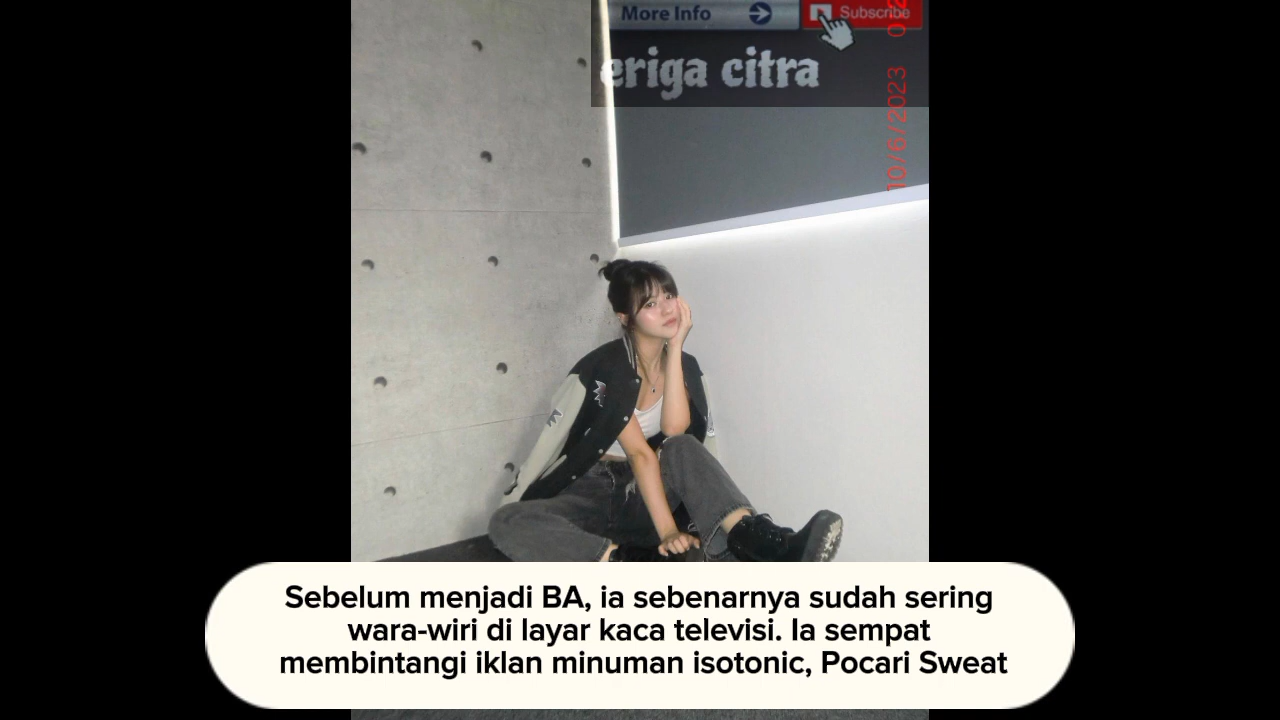 More Info
Subscribe
eriga citra
10/6/2023 0
Sebelum menjadi BA, ia sebenarnya sudah sering
wara-wiri di layar kaca televisi. Ia sempat
membintangi iklan minuman isotonic, Pocari Sweat